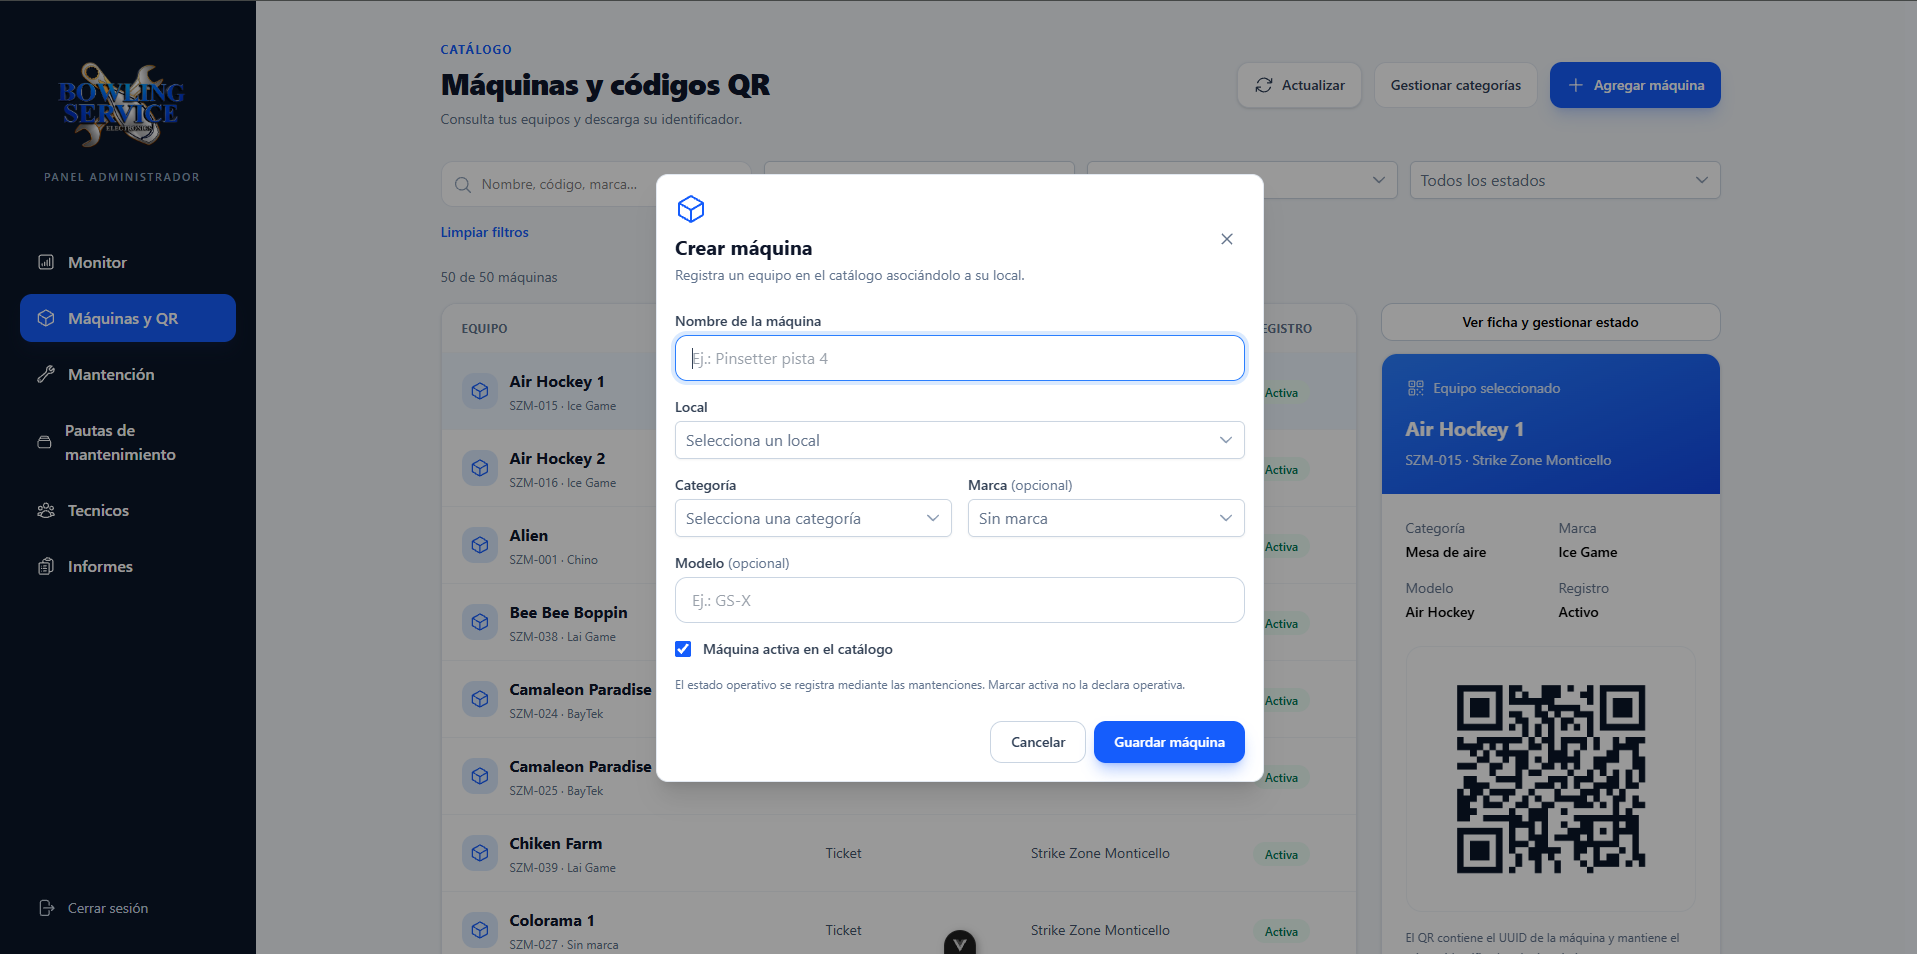 BOWLING
SERVICE
ELECTRONICS
PANEL ADMINISTRADOR
Monitor
Máquinas y QR
Mantención
Pautas de
mantenimiento
Tecnicos
Informes
Cerrar sesión
CATÁLOGO
Máquinas y códigos QR
Consulta tus equipos y descarga su identificador.
Actualizar
Gestionar categorías
Agregar máquina
Nombre, código, marca...
Todos los estados
Limpiar filtros
50 de 50 máquinas
EQUIPO
EGISTRO
Air Hockey 1
SZM-015 · Ice Game
Activa
Air Hockey 2
SZM-016 · Ice Game
Activa
Alien
SZM-001 · Chino
Activa
Bee Bee Boppin
SZM-038 · Lai Game
Activa
Camaleon Paradise
SZM-024 · BayTek
Activa
Camaleon Paradise
SZM-025 · BayTek
Activa
Chiken Farm
SZM-039 · Lai Game
Ticket
Strike Zone Monticello
Activa
Colorama 1
SZM-027 · Sin marca
Ticket
Strike Zone Monticello
Activa
Crear máquina
Registra un equipo en el catálogo asociándolo a su local.
Nombre de la máquina
Ej.: Pinsetter pista 4
Local
Selecciona un local
Categoría
Selecciona una categoría
Marca (opcional)
Sin marca
Modelo (opcional)
Ej.: GS-X
Máquina activa en el catálogo
El estado operativo se registra mediante las mantenciones. Marcar activa no la declara operativa.
Cancelar
Guardar máquina
Ver ficha y gestionar estado
Equipo seleccionado
Air Hockey 1
SZM-015 · Strike Zone Monticello
Categoría
Mesa de aire
Marca
Ice Game
Modelo
Air Hockey
Registro
Activo
El QR contiene el UUID de la máquina y mantiene el